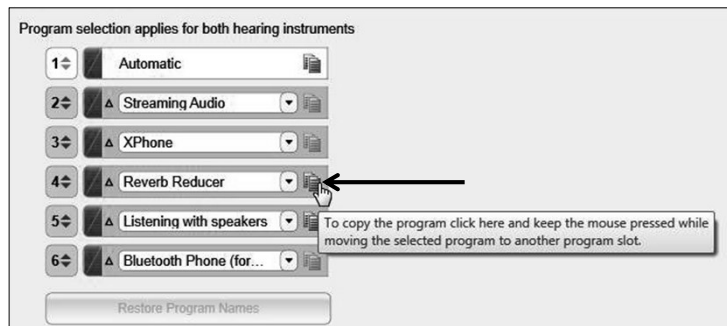 Program selection applies for both hearing instruments
1 Automatic
2 Streaming Audio
3 XPhone
4 Reverb Reducer
5 Listening with speakers
To copy the program click here and keep the mouse pressed while
moving the selected program to another program slot.
6 Bluetooth Phone (for...
Restore Program Names